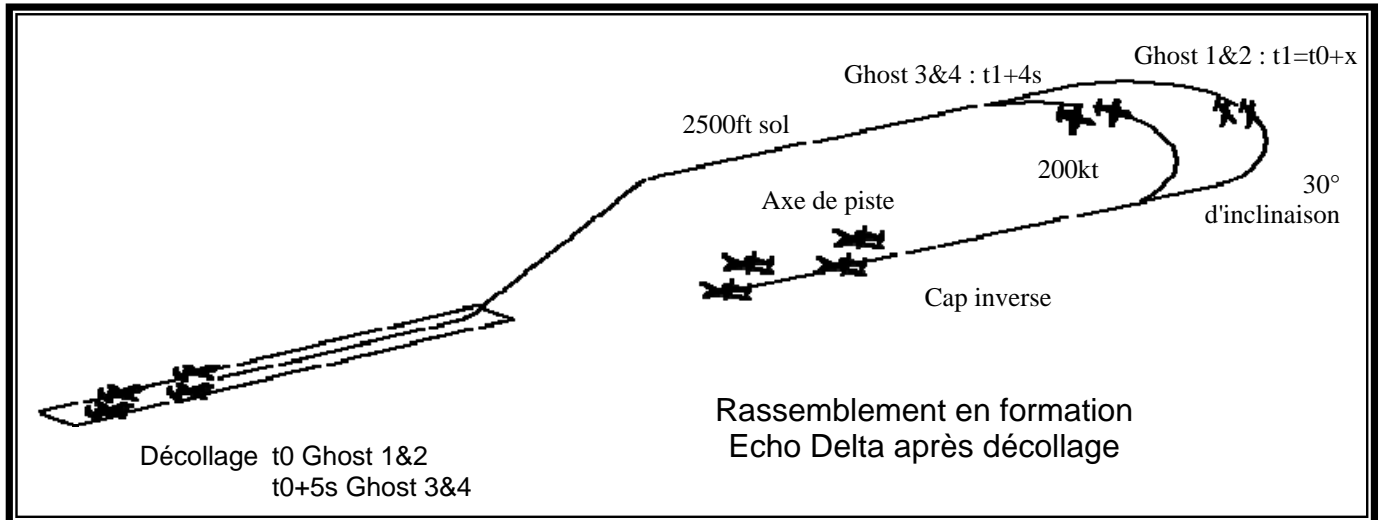 Ghost 1&2 : t1=t0+x
Ghost 3&4 : t1+4s
2500ft sol
200kt
30°
d'inclinaison
Axe de piste
Cap inverse
Rassemblement en formation
Echo Delta après décollage
Décollage t0 Ghost 1&2
t0+5s Ghost 3&4